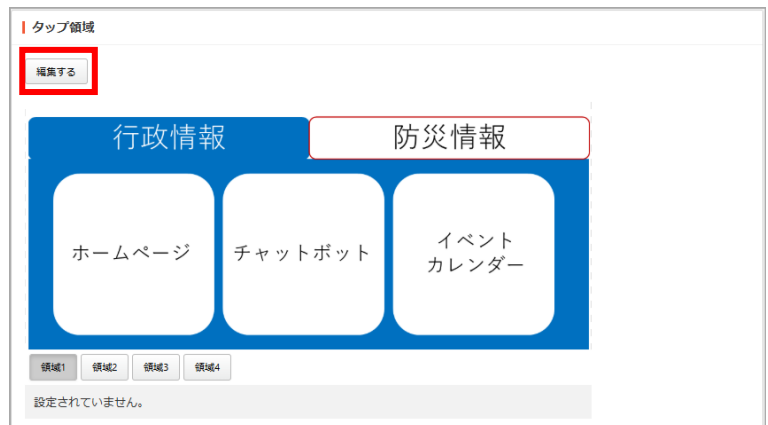 タップ領域
編集する
行政情報 防災情報
ホームページ チャットボット イベント
カレンダー
領域1 領域2 領域3 領域4
設定されていません。